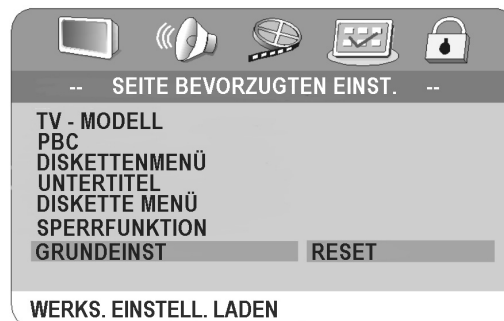 -- SEITE BEVORZUGTEN EINST. --
TV - MODELL
PBC
DISKETTENMENÜ
UNTERTITEL
DISKETTE MENÜ
SPERRFUNKTION
GRUNDEINST RESET
WERKS. EINSTELL. LADEN